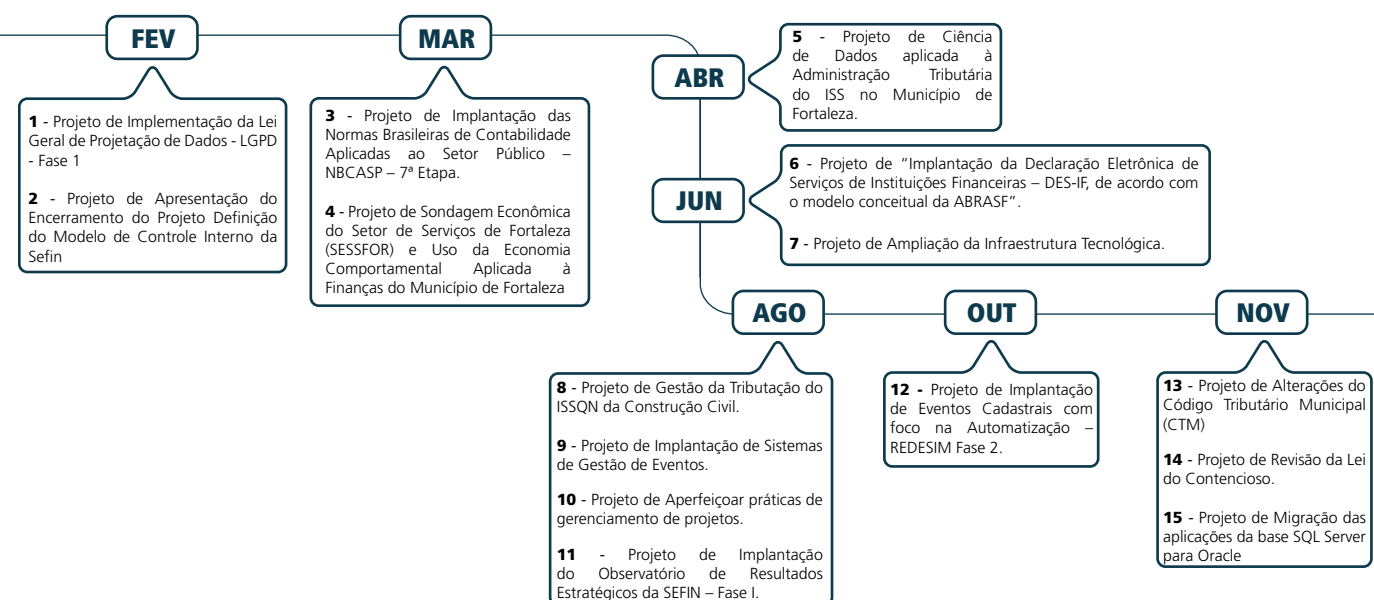 FEV
1 - Projeto de Implementação da Lei
Geral de Projetação de Dados - LGPD
- Fase 1
2 - Projeto de Apresentação do
Encerramento do Projeto Definição
do Modelo de Controle Interno da
Sefin
MAR
3 - Projeto de Implantação das
Normas Brasileiras de Contabilidade
Aplicadas ao Setor Público –
NBCASP – 7ª Etapa.
4 - Projeto de Sondagem Econômica
do Setor de Serviços de Fortaleza
(SESSFOR) e Uso da Economia
Comportamental Aplicada à
Finanças do Município de Fortaleza
ABR
5 - Projeto de Ciência
de Dados aplicada à
Administração Tributária
do ISS no Município de
Fortaleza.
JUN
6 - Projeto de “Implantação da Declaração Eletrônica de
Serviços de Instituições Financeiras – DES-IF, de acordo com
o modelo conceitual da ABRASF”.
7 - Projeto de Ampliação da Infraestrutura Tecnológica.
AGO
8 - Projeto de Gestão da Tributação do
ISSQN da Construção Civil.
9 - Projeto de Implantação de Sistemas
de Gestão de Eventos.
10 - Projeto de Aperfeiçoar práticas de
gerenciamento de projetos.
11 - Projeto de Implantação
do Observatório de Resultados
Estratégicos da SEFIN – Fase I.
OUT
12 - Projeto de Implantação
de Eventos Cadastrais com
foco na Automatização –
REDESIM Fase 2.
NOV
13 - Projeto de Alterações do
Código Tributário Municipal
(CTM)
14 - Projeto de Revisão da Lei
do Contencioso.
15 - Projeto de Migração das
aplicações da base SQL Server
para Oracle